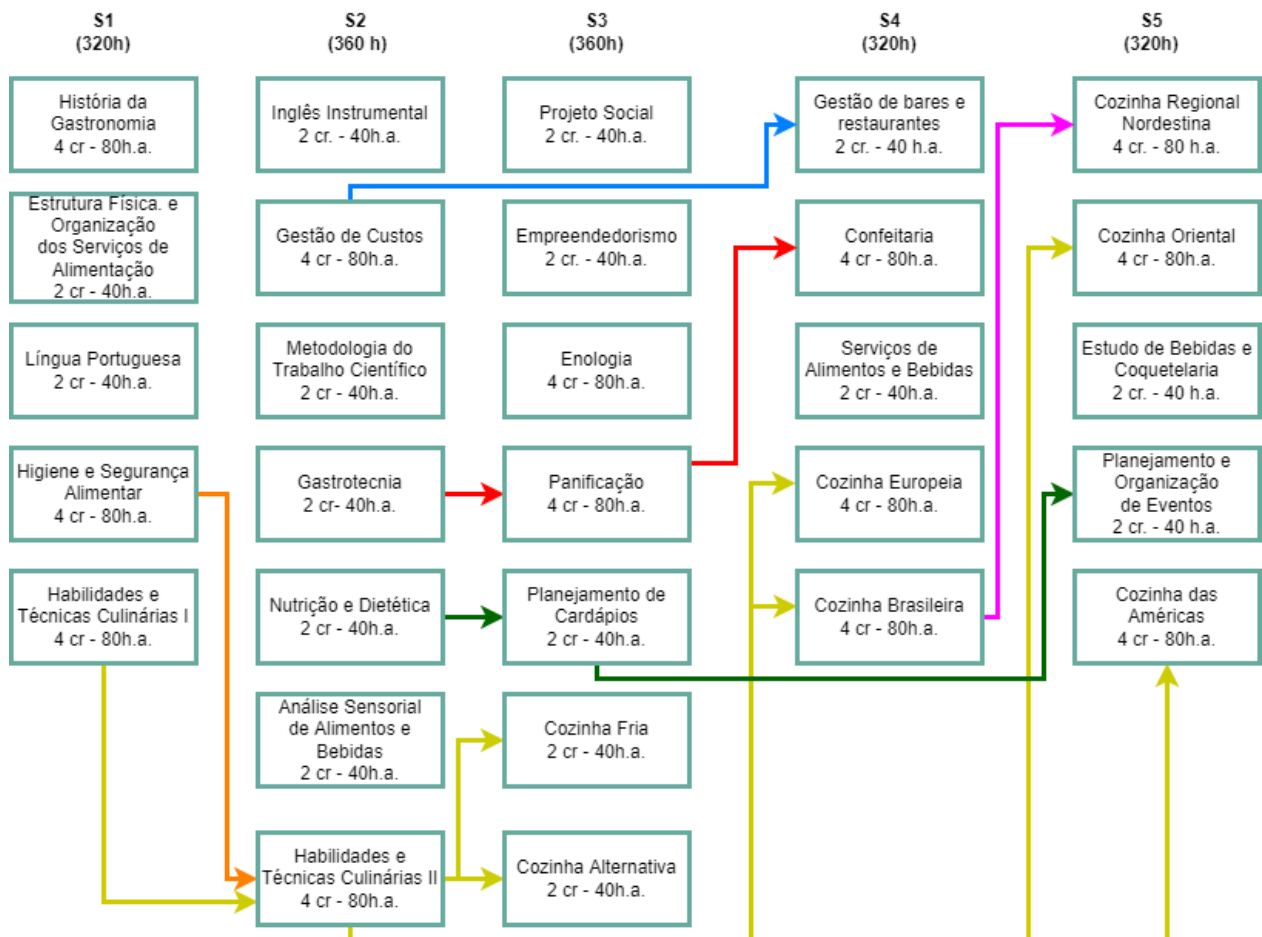 S1
(320h)
S2
(360 h)
S3
(360h)
S4
(320h)
S5
(320h)
História da
Gastronomia
4 cr - 80h.a.
Estrutura Física. e
Organização
dos Serviços de
Alimentação
2 cr - 40h.a.
Língua Portuguesa
2 cr - 40h.a.
Higiene e Segurança
Alimentar
4 cr - 80h.a.
Habilidades e
Técnicas Culinárias I
4 cr - 80h.a.
Inglês Instrumental
2 cr. - 40h.a.
Gestão de Custos
4 cr - 80h.a.
Metodologia do
Trabalho Científico
2 cr - 40h.a.
Gastrotecnia
2 cr- 40h.a.
Nutrição e Dietética
2 cr - 40h.a.
Análise Sensorial
de Alimentos e
Bebidas
2 cr - 40h.a.
Habilidades e
Técnicas Culinárias II
4 cr - 80h.a.
Projeto Social
2 cr. - 40h.a.
Empreendedorismo
2 cr. - 40h.a.
Enologia
4 cr - 80h.a.
Panificação
4 cr - 80h.a.
Planejamento de
Cardápios
2 cr - 40h.a.
Cozinha Fria
2 cr - 40h.a.
Cozinha Alternativa
2 cr - 40h.a.
Gestão de bares e
restaurantes
2 cr. - 40 h.a.
Confeitaria
4 cr - 80h.a.
Serviços de
Alimentos e Bebidas
2 cr - 40h.a.
Cozinha Europeia
4 cr - 80h.a.
Cozinha Brasileira
4 cr - 80h.a.
Cozinha Regional
Nordestina
4 cr - 80 h.a.
Cozinha Oriental
4 cr - 80h.a.
Estudo de Bebidas e
Coquetelaria
2 cr. - 40 h.a.
Planejamento e
Organização
de Eventos
2 cr. - 40 h.a.
Cozinha das
Américas
4 cr - 80h.a.